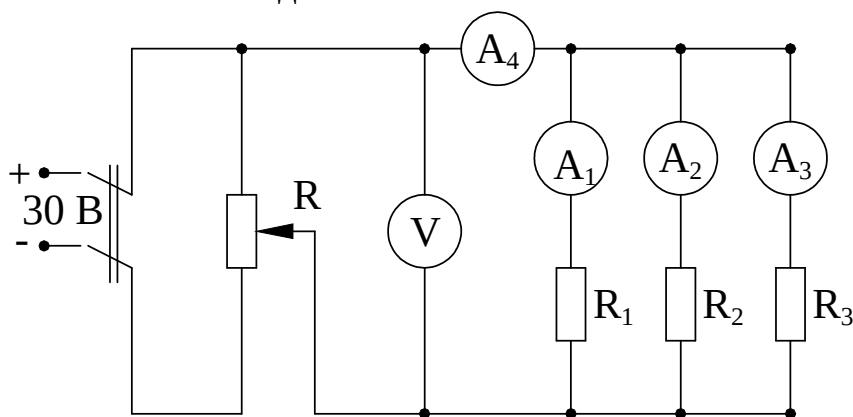 A₄
A₁ A₂ A₃
+
30 В
-
R
V
R₁ R₂ R₃